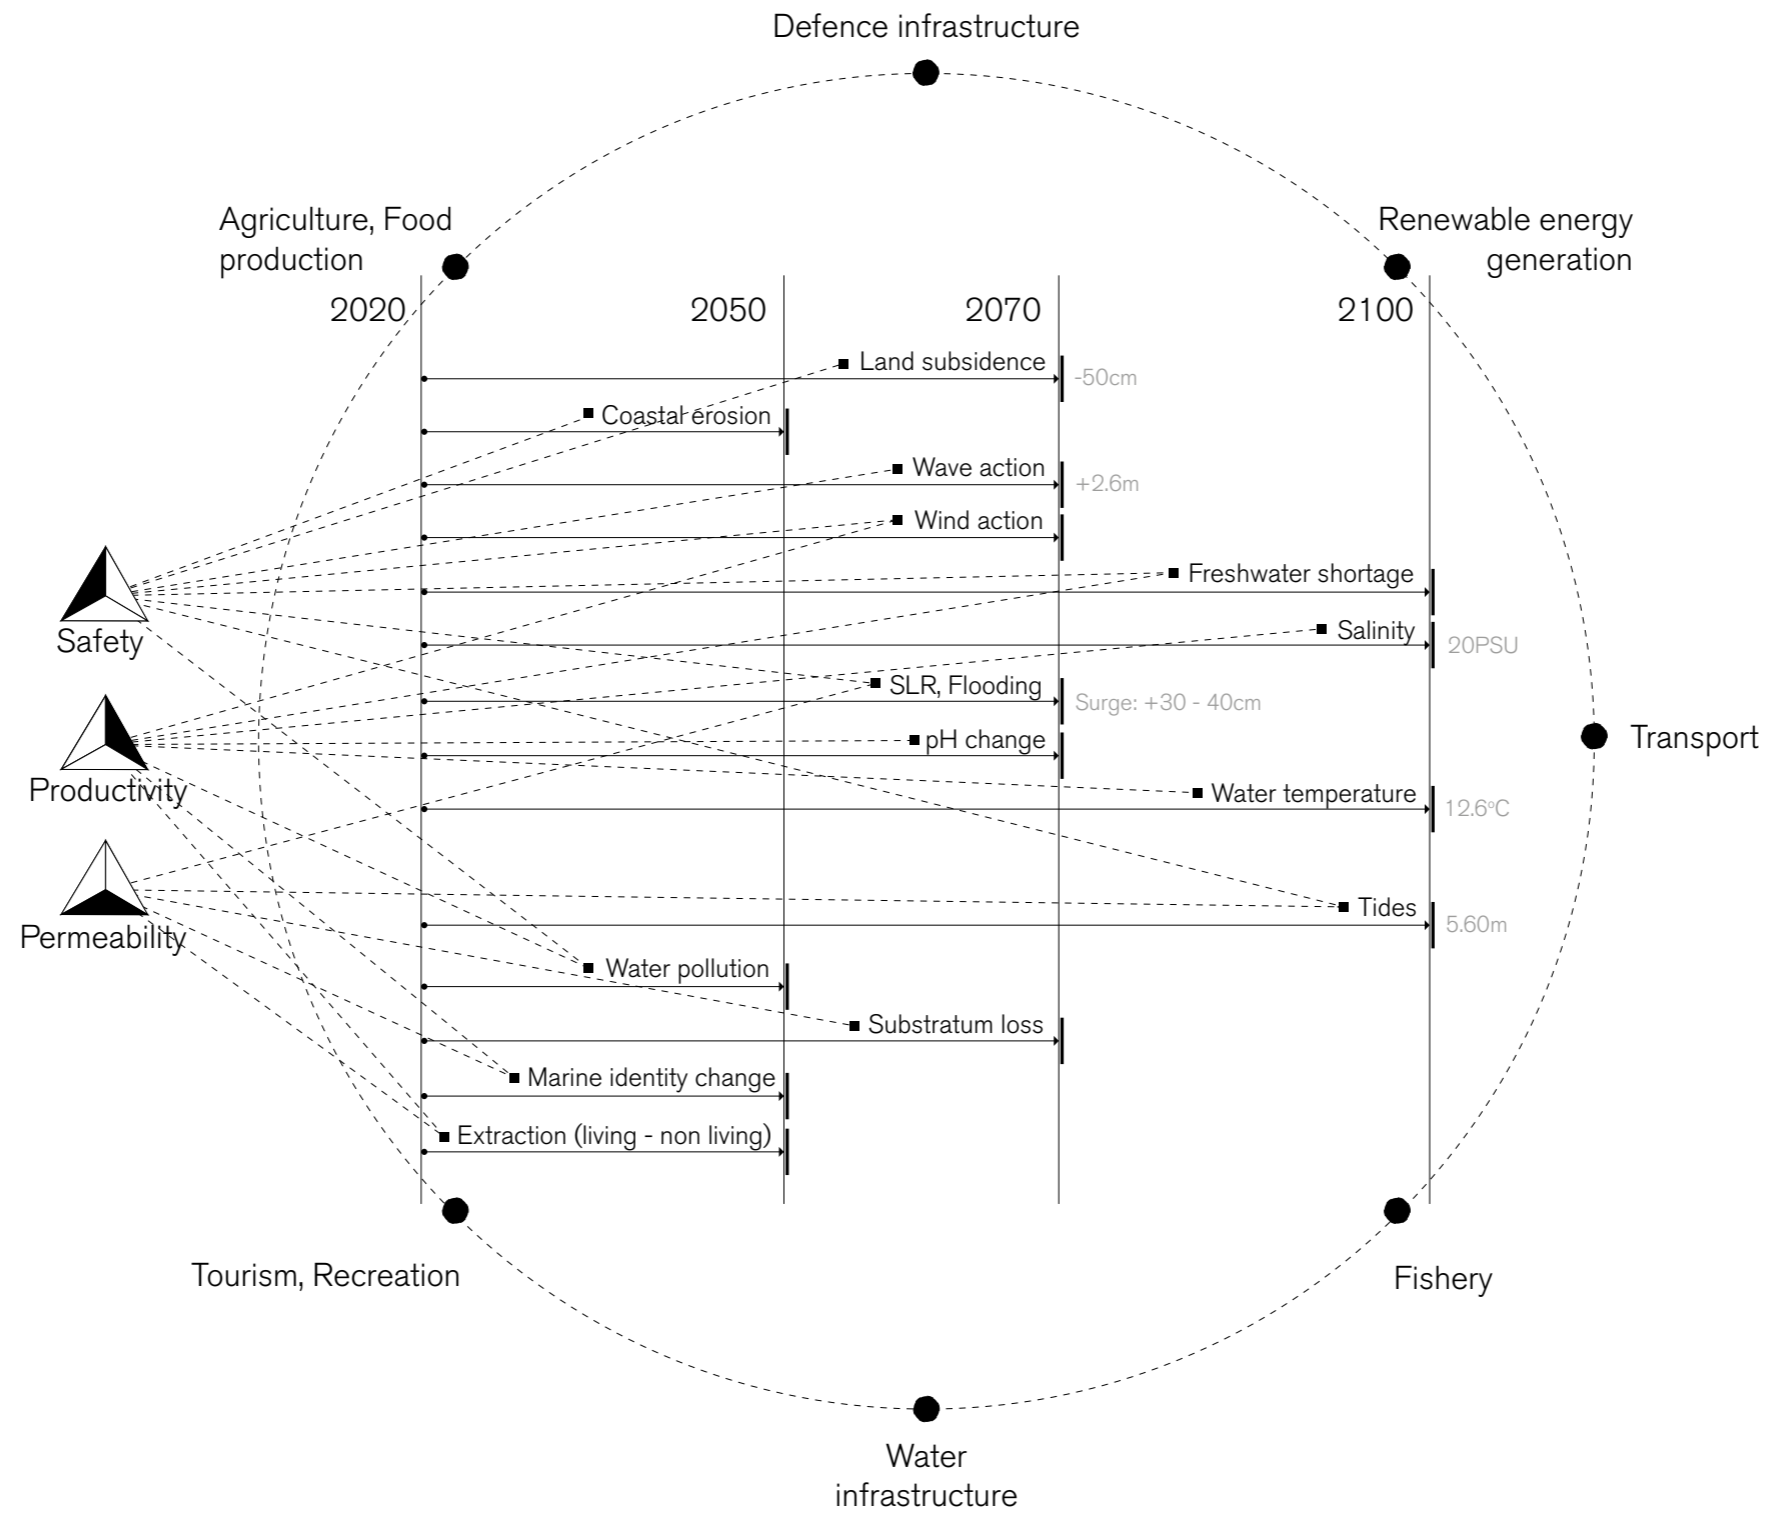 Defence infrastructure
Agriculture, Food
production
Renewable energy
generation
2020
2050
2070
2100
Land subsidence
-50cm
Coastal erosion
Wave action
+2.6m
Wind action
Freshwater shortage
Safety
Salinity
20PSU
SLR, Flooding
Surge: +30 - 40cm
pH change
Transport
Productivity
Water temperature
12.6°C
Tides
5.60m
Permeability
Water pollution
Substratum loss
Marine identity change
Extraction (living - non living)
Tourism, Recreation
Fishery
Water
infrastructure